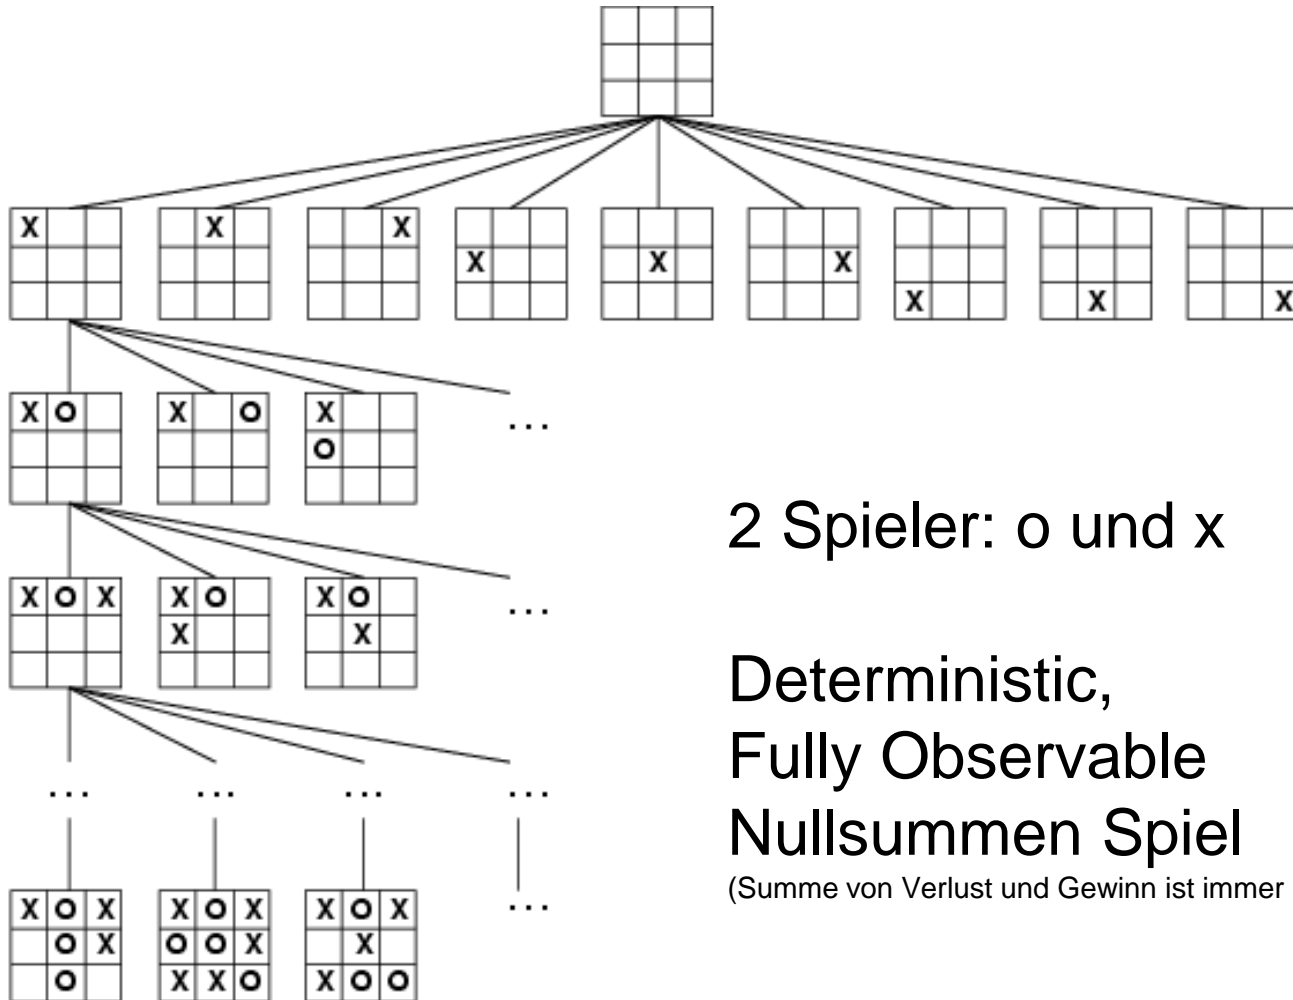 X X X X X X X X X
X O X O X
O
...
2 Spieler: o und x
X O X X O X O
X X
...
Deterministic,
Fully Observable
... ... ... ...
Nullsummen Spiel
(Summe von Verlust und Gewinn ist immer
X O X X O X X O X
...
O X O O X X
O X X O X O O